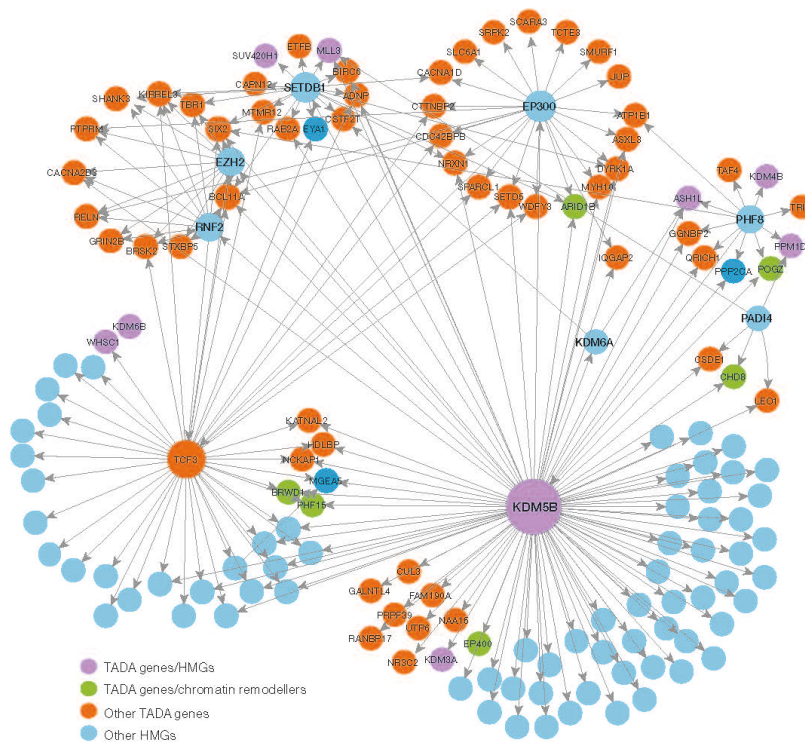 SCARA3
SRPK2
TCTE3
ETFB
MLL3
SUV420H1
SLC6A1
SMURF1
BIRC6
CACNA1D
JUP
CAPN12
SETDB1
KIRREL3
SHANK3
TBR1
ADNP
MTMR12
CTTNBP2
EP300
ATP1B1
CSTF2T
PTPRM
SIX2
RAB2A
EYA1
CDC42BPB
ASXL3
EZH2
NRXN1
DYRK1A
CACNA2D3
TAF4
KDM4B
SPARCL1
SETD5
MYH10
BCL11A
ASH1L
WDFY3
ARID1B
TRI
RELN
RNF2
PHF8
GGNBP2
GRIN2B
BRSK2
STXBP5
PPM1D
QRICH1
IQGAP2
PPP2CA
POGZ
PADI4
KDM6B
WHSC1
KDM6A
CSDE1
CHD8
LEO1
KATNAL2
HDLBP
TCF3
NCKAP1
MGEA5
BRWD1
PHF15
KDM5B
CUL3
GALNTL4
FAM190A
PRPF39
NAA15
UTP6
RANBP17
EP400
NR3C2
KDM3A
TADA genes/HMGs
TADA genes/chromatin remodellers
Other TADA genes
Other HMGs